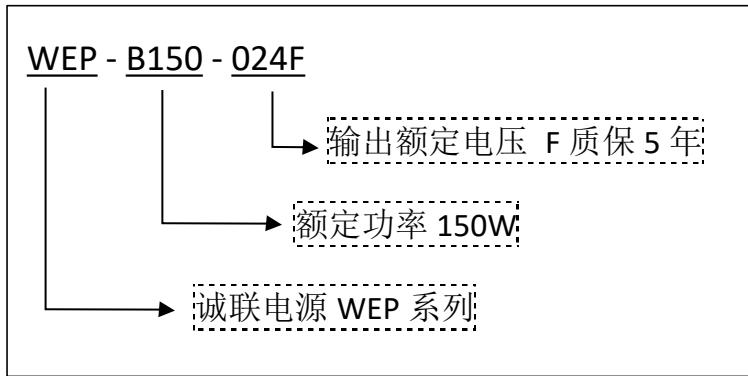 WEP - B150 - 024F
输出额定电压 F 质保 5 年
额定功率 150W
诚联电源 WEP 系列